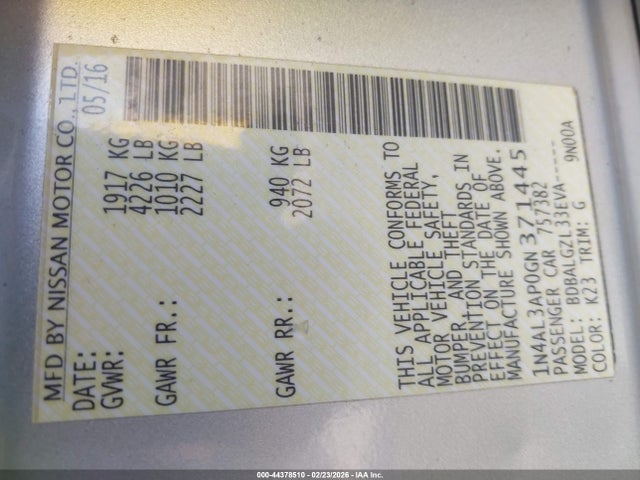 MFD BY NISSAN MOTOR CO., LTD.
DATE: 05/16
GVWR: 1917 KG
4226 LB
GAWR FR.: 1010 KG
2227 LB
GAWR RR.: 940 KG
2072 LB
THIS VEHICLE CONFORMS TO
ALL APPLICABLE FEDERAL
MOTOR VEHICLE SAFETY,
BUMPER AND THEFT
PREVENTION STANDARDS IN
EFFECT ON THE DATE OF
MANUFACTURE SHOWN ABOVE.
1N4AL3AP0GN371445
PASSENGER CAR 757382
MODEL: BDBALGZL33EVA-----
COLOR: K23 TRIM: G 9N00A
000-44378510 - 02/23/2026 - IAA Inc.